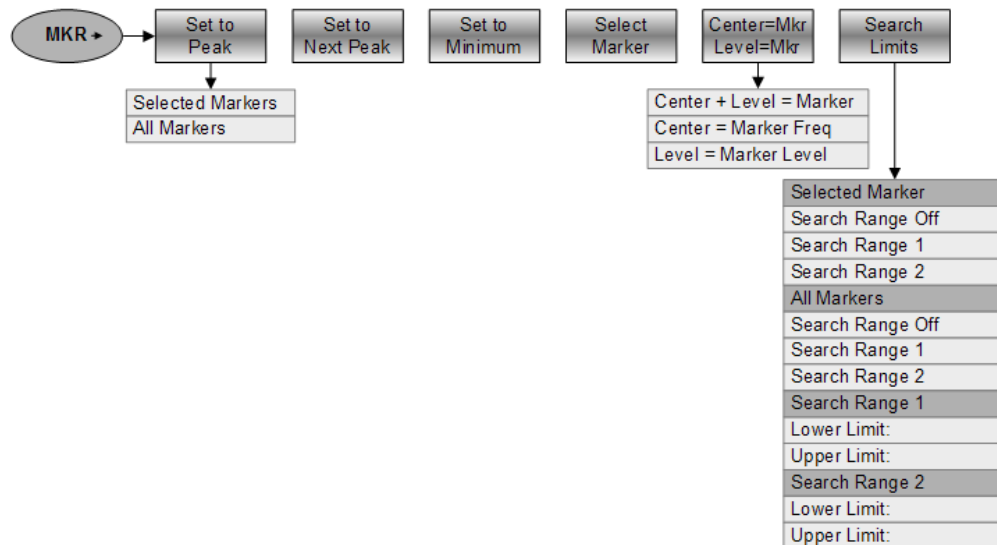 MKR →
Set to
Peak
Set to
Next Peak
Set to
Minimum
Select
Marker
Center=Mkr
Level=Mkr
Search
Limits
Selected Markers
All Markers
Center + Level = Marker
Center = Marker Freq
Level = Marker Level
Selected Marker
Search Range Off
Search Range 1
Search Range 2
All Markers
Search Range Off
Search Range 1
Search Range 2
Search Range 1
Lower Limit:
Upper Limit:
Search Range 2
Lower Limit:
Upper Limit: